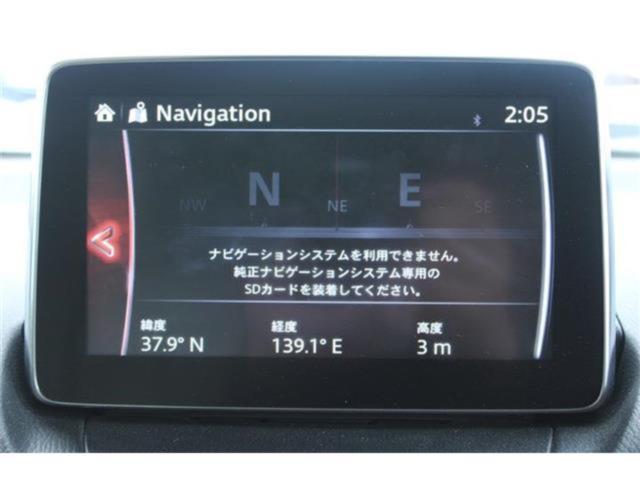 Navigation 2:05
NW N NE E SE
ナビゲーションシステムを利用できません。
純正ナビゲーションシステム専用の
SDカードを装着してください。
緯度 経度 高度
37.9° N 139.1° E 3 m